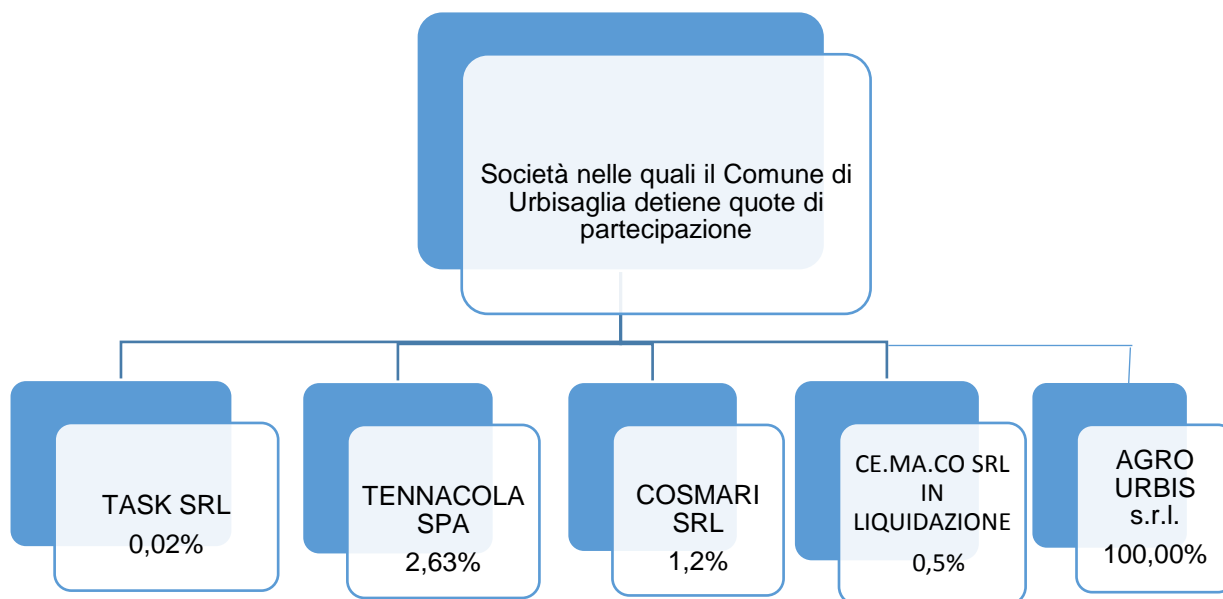 Società nelle quali il Comune di
Urbisaglia detiene quote di
partecipazione
TASK SRL
0,02%
TENNACOLA
SPA
2,63%
COSMARI
SRL
1,2%
CE.MA.CO SRL
IN
LIQUIDAZIONE
0,5%
AGRO
URBIS
s.r.l.
100,00%